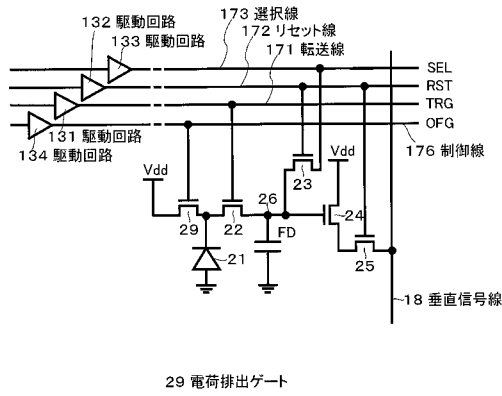 132 駆動回路
133 駆動回路
173 選択線
172 リセット線
171 転送線
SEL
RST
TRG
OFG
131 駆動回路
134 駆動回路
176 制御線
Vdd
Vdd
23
26
24
29
22
FD
25
21
18 垂直信号線
29 電荷排出ゲート